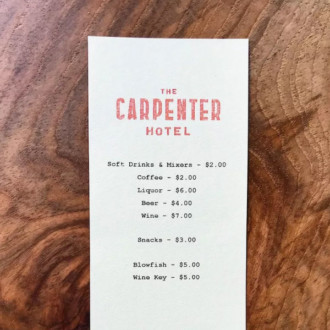 THE
CARPENTER
HOTEL
Soft Drinks & Mixers - $2.00
Coffee - $2.00
Liquor - $6.00
Beer - $4.00
Wine - $7.00
Snacks - $3.00
Blowfish - $5.00
Wine Key - $5.00